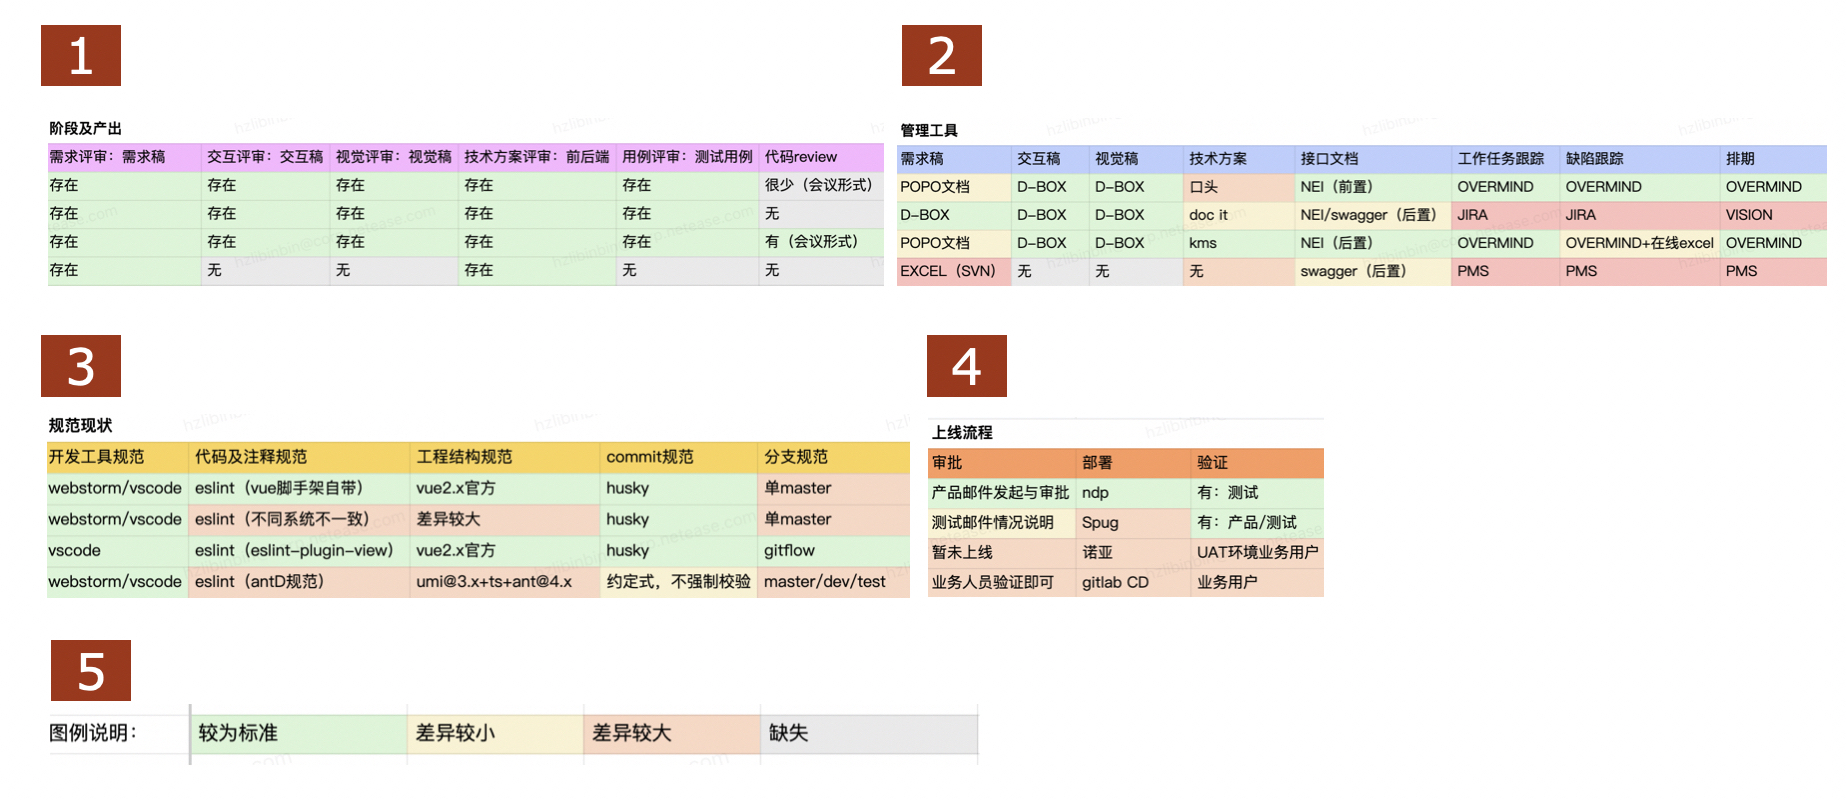 1
阶段及产出
需求评审：需求稿 交互评审：交互稿 视觉评审：视觉稿 技术方案评审：前后端 用例评审：测试用例 代码review
存在 存在 存在 存在 存在 很少（会议形式）
存在 存在 存在 存在 存在 无
存在 存在 存在 存在 存在 有（会议形式）
存在 无 无 存在 无 无
2
管理工具
需求稿 交互稿 视觉稿 技术方案 接口文档 工作任务跟踪 缺陷跟踪 排期
POPO文档 D-BOX D-BOX 口头 NEI（前置） OVERMIND OVERMIND OVERMIND
D-BOX D-BOX D-BOX doc it NEI/swagger（后置） JIRA JIRA VISION
POPO文档 D-BOX D-BOX kms NEI（后置） OVERMIND OVERMIND+在线excel OVERMIND
EXCEL（SVN） 无 无 无 swagger（后置） PMS PMS PMS
3
规范现状
开发工具规范 代码及注释规范 工程结构规范 commit规范 分支规范
webstorm/vscode eslint（vue脚手架自带） vue2.x官方 husky 单master
webstorm/vscode eslint（不同系统不一致） 差异较大 husky 单master
vscode eslint（eslint-plugin-view） vue2.x官方 husky gitflow
webstorm/vscode eslint（antD规范） umi@3.x+ts+ant@4.x 约定式，不强制校验 master/dev/test
4
上线流程
审批 部署 验证
产品邮件发起与审批 ndp 有：测试
测试邮件情况说明 Spug 有：产品/测试
暂未上线 诺亚 UAT环境业务用户
业务人员验证即可 gitlab CD 业务用户
5
图例说明： 较为标准 差异较小 差异较大 缺失